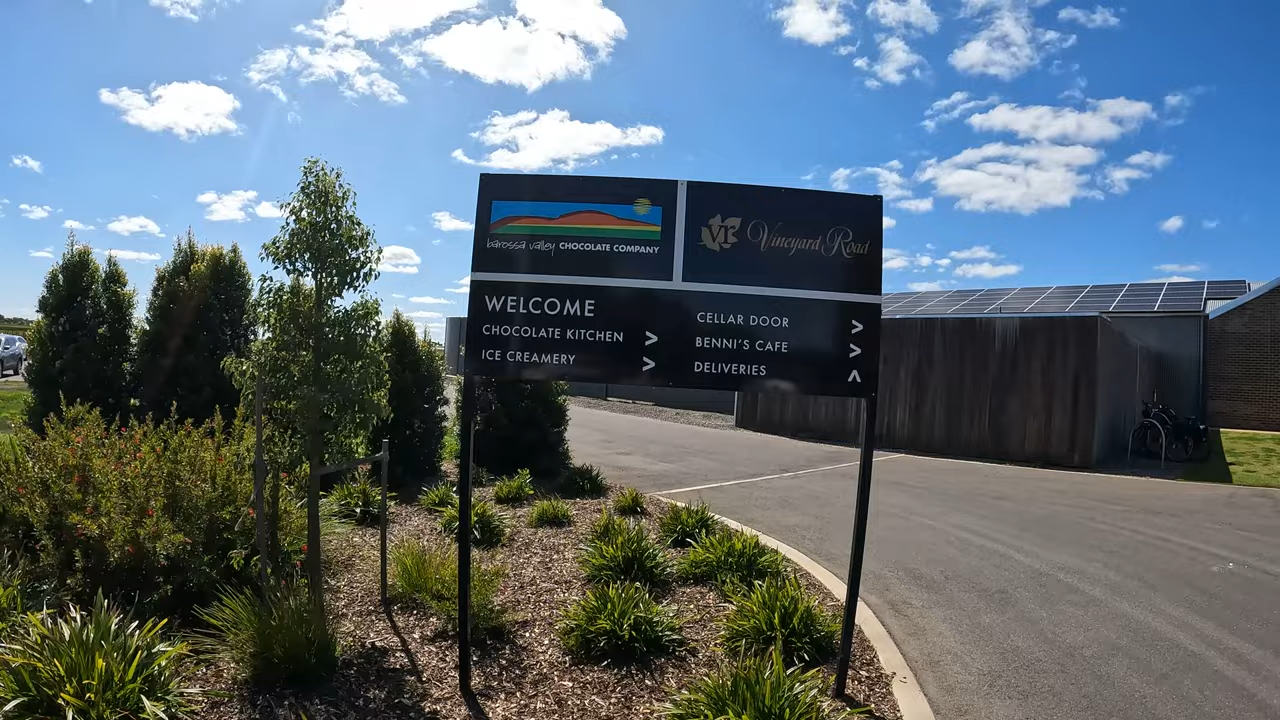 barossa valley CHOCOLATE COMPANY
VR Vineyard Road
WELCOME
CHOCOLATE KITCHEN >
ICE CREAMERY >
CELLAR DOOR >
BENNI'S CAFE >
DELIVERIES ^